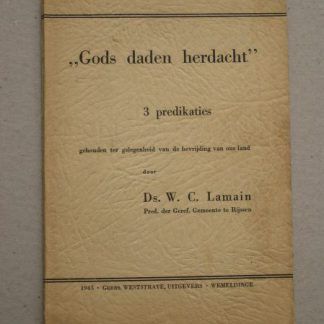 „Gods daden herdacht”
3 predikaties
gehouden ter gelegenheid van de bevrijding van ons land
door
Ds. W. C. Lamain
Pred. der Geref. Gemeente te Rijssen
1945 • GEBRS. WESTSTRATE, UITGEVERS • WEMELDINGE